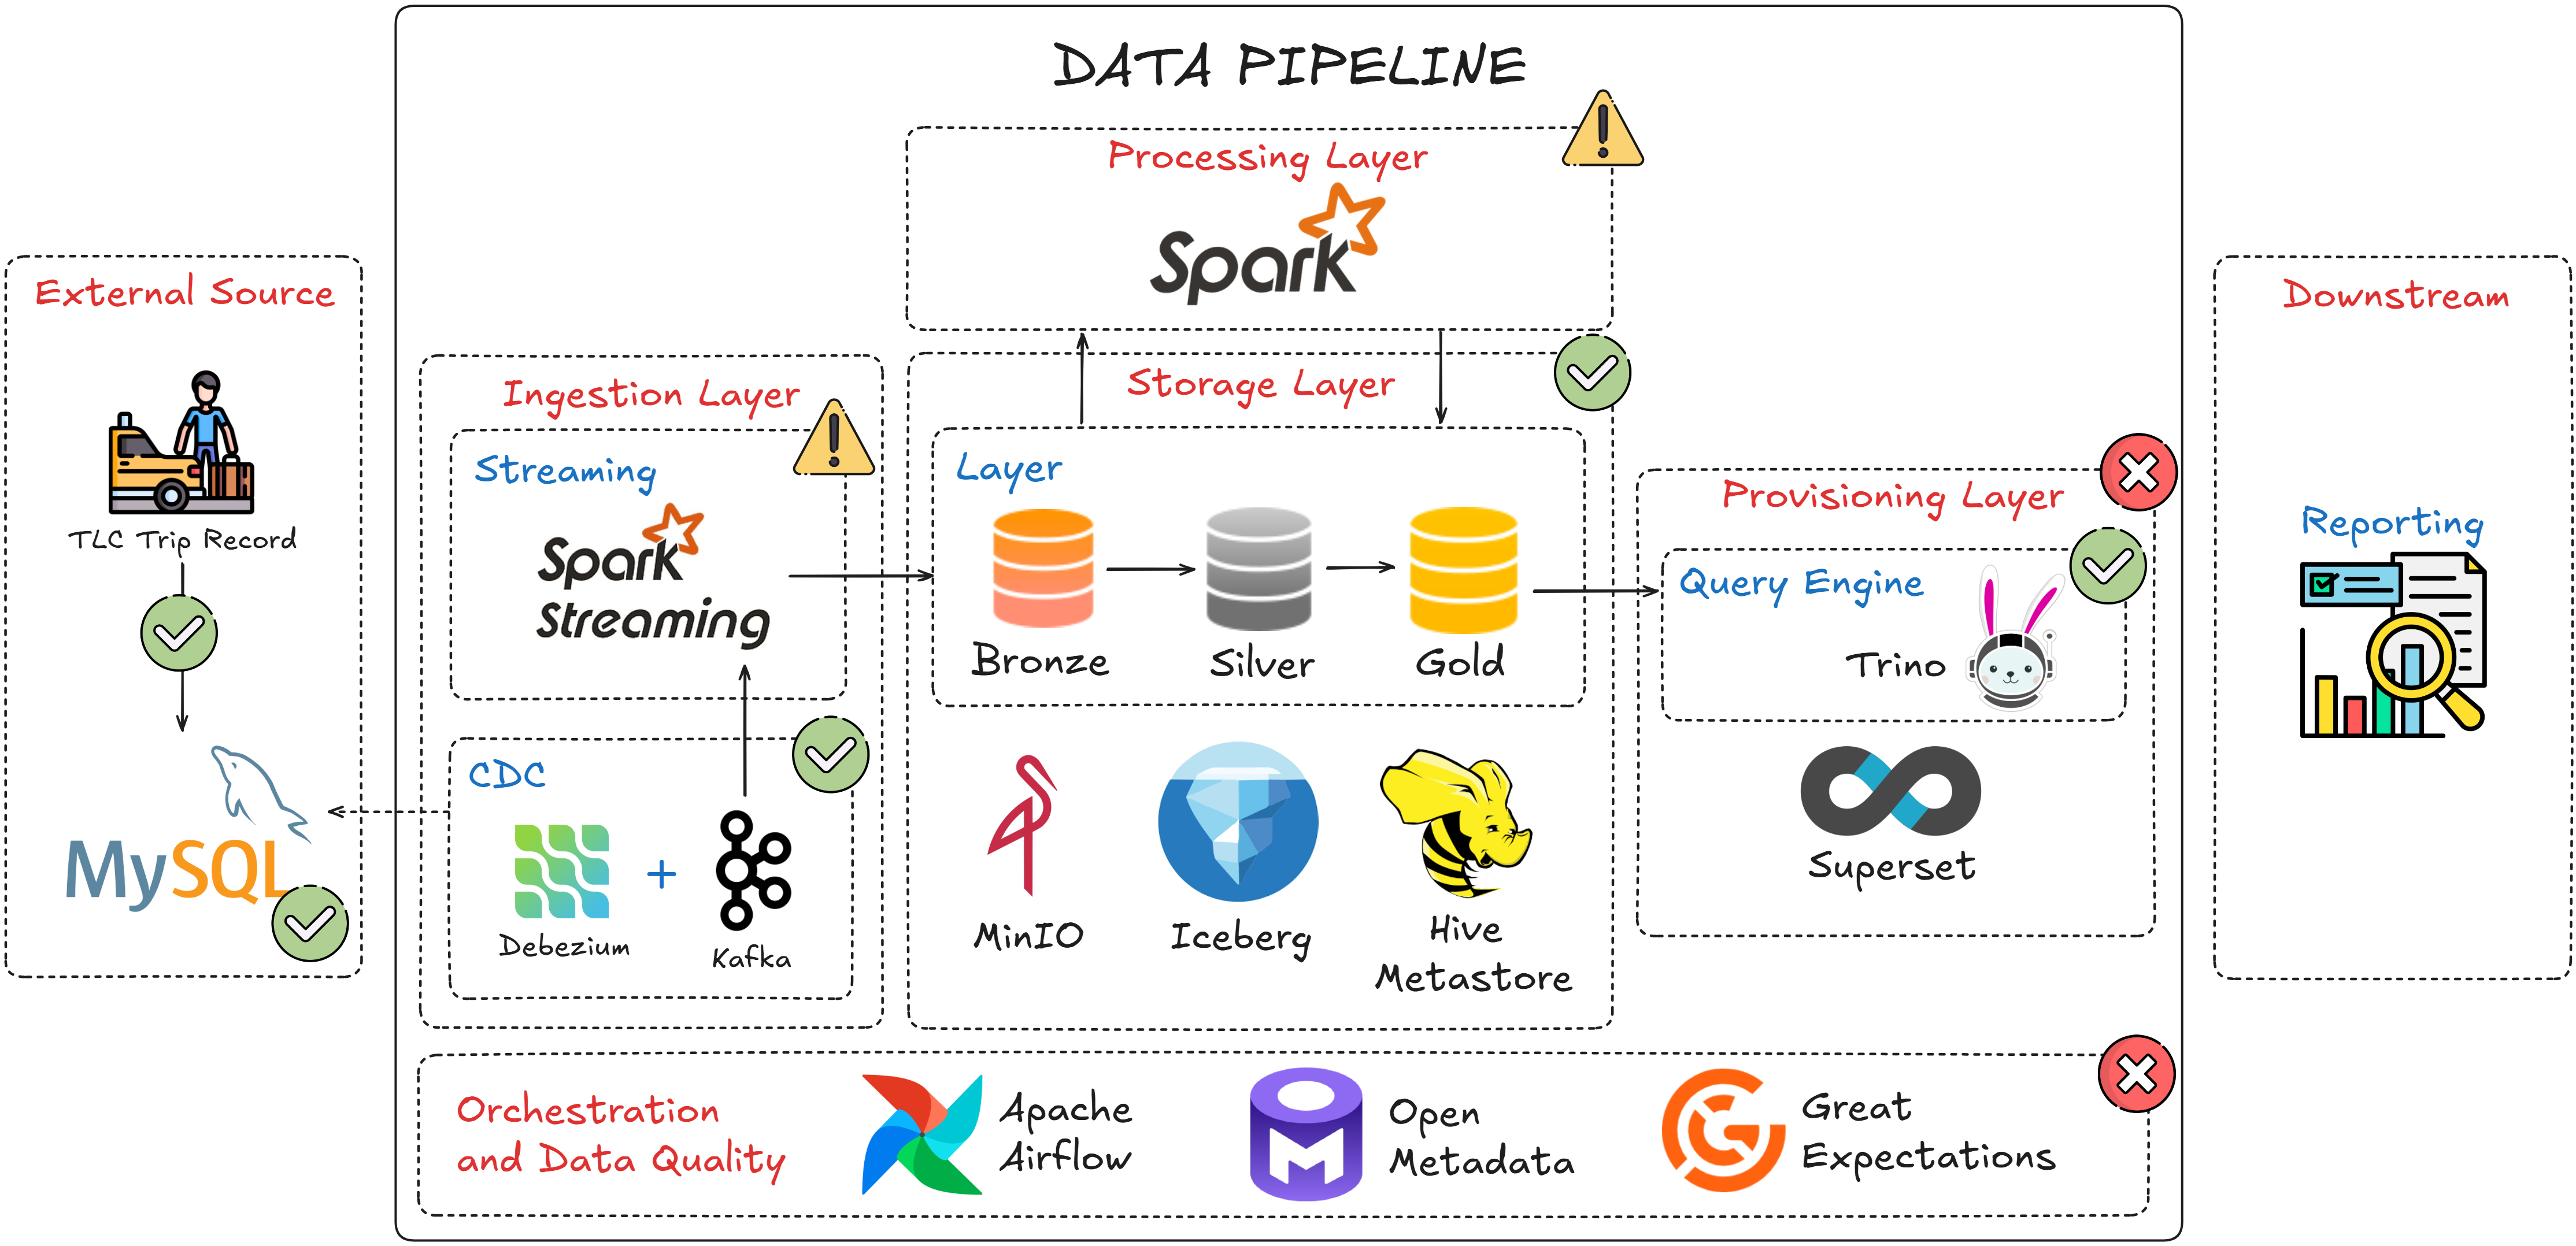 DATA PIPELINE
Processing Layer
Spark
External Source
TLC Trip Record
MySQL
Ingestion Layer
Streaming
Spark
Streaming
CDC
Debezium
+
Kafka
Storage Layer
Layer
Bronze
Silver
Gold
MinIO
Iceberg
Hive
Metastore
Provisioning Layer
Query Engine
Trino
Superset
Downstream
Reporting
Orchestration
and Data Quality
Apache
Airflow
Open
Metadata
Great
Expectations